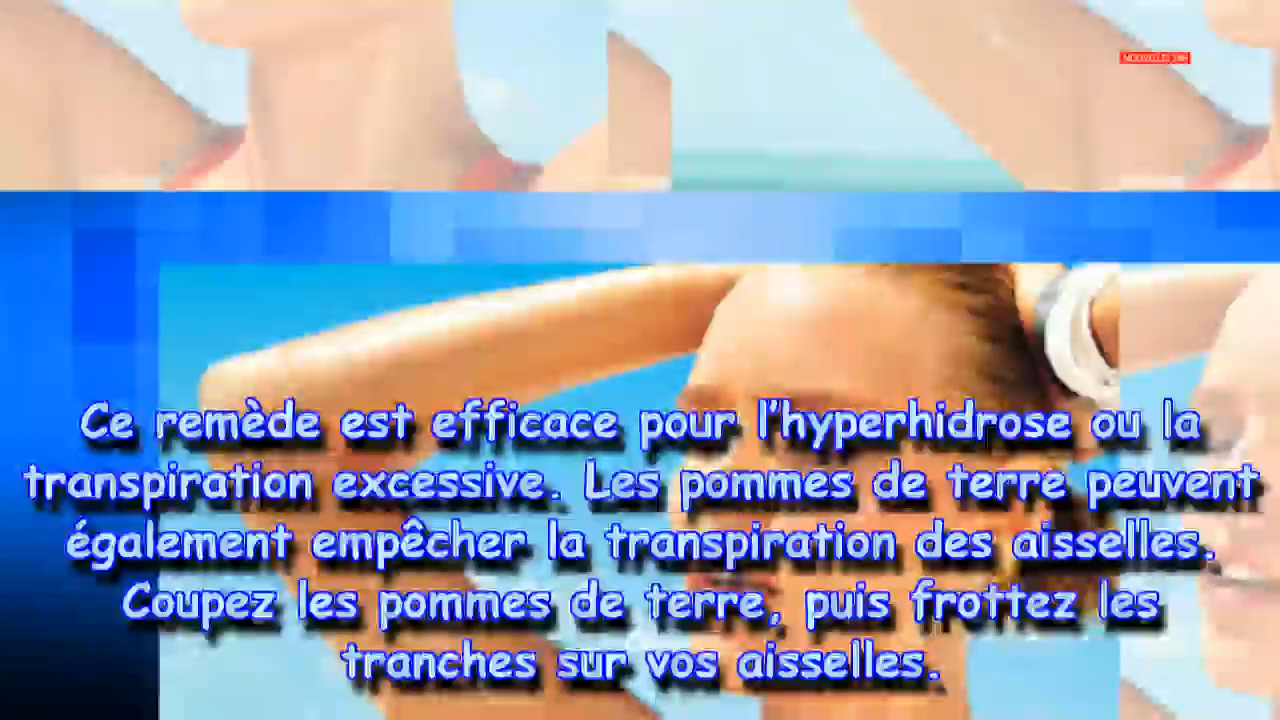 Ce remède est efficace pour l'hyperhidrose ou la
transpiration excessive. Les pommes de terre peuvent
également empêcher la transpiration des aisselles.
Coupez les pommes de terre, puis frottez les
tranches sur vos aisselles.